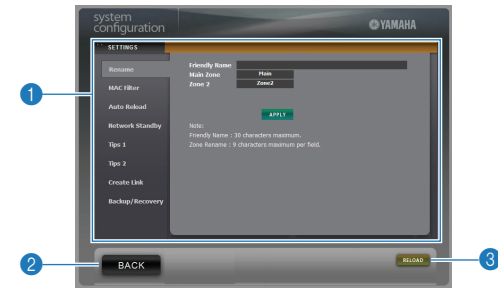 system
configuration
YAMAHA
SETTINGS
Rename
MAC Filter
Auto Reload
Network Standby
Tips 1
Tips 2
Create Link
Backup/Recovery
Friendly Name
Main Zone Main
Zone 2 Zone2
APPLY
Note:
Friendly Name : 30 characters maximum.
Zone Rename : 9 characters maximum per field.
BACK
RELOAD
1
2
3